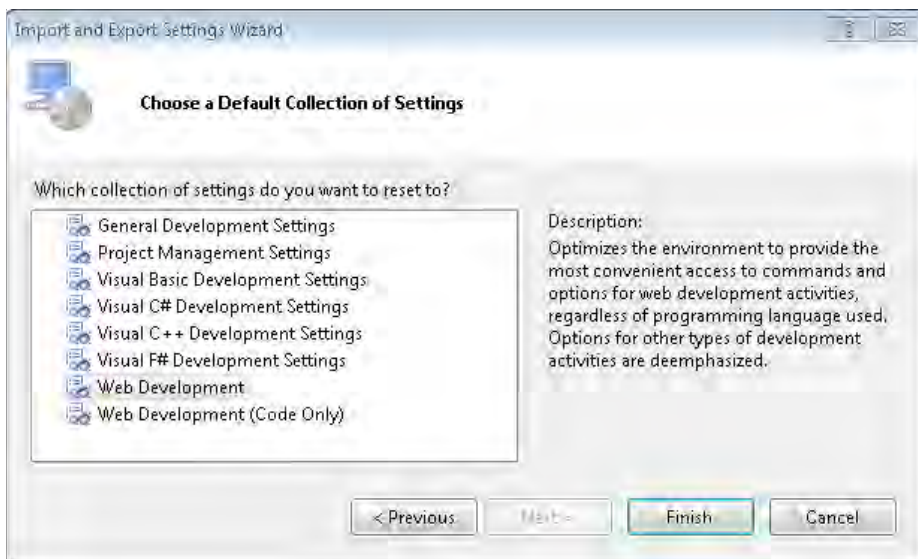 Import and Export Settings Wizard
Choose a Default Collection of Settings
Which collection of settings do you want to reset to?
General Development Settings
Project Management Settings
Visual Basic Development Settings
Visual C# Development Settings
Visual C++ Development Settings
Visual F# Development Settings
Web Development
Web Development (Code Only)
Description:
Optimizes the environment to provide the
most convenient access to commands and
options for web development activities,
regardless of programming language used.
Options for other types of development
activities are deemphasized.
< Previous
Next >
Finish
Cancel